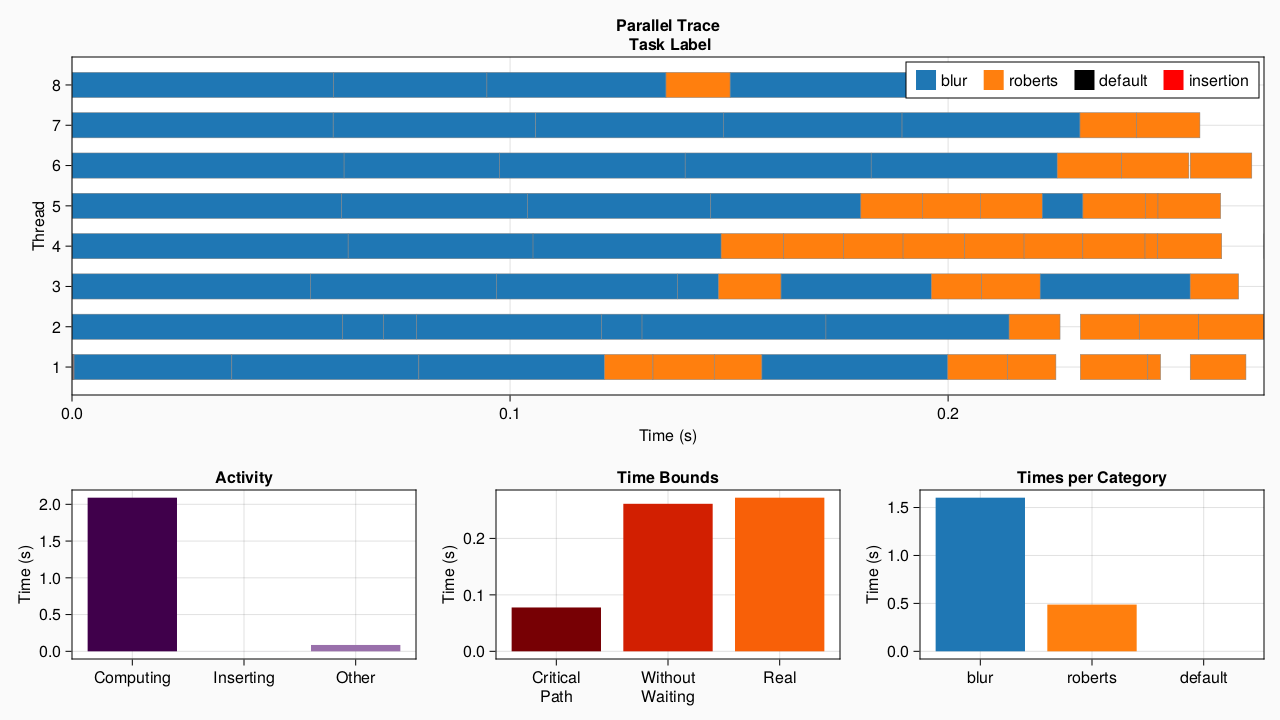 Parallel Trace
Task Label
blur roberts default insertion
Thread
8
7
6
5
4
3
2
1
0.0 0.1 0.2
Time (s)
Activity
Time (s)
2.0
1.5
1.0
0.5
0.0
Computing Inserting Other
Time Bounds
Time (s)
0.2
0.1
0.0
Critical Without Real
Path Waiting
Times per Category
Time (s)
1.5
1.0
0.5
0.0
blur roberts default